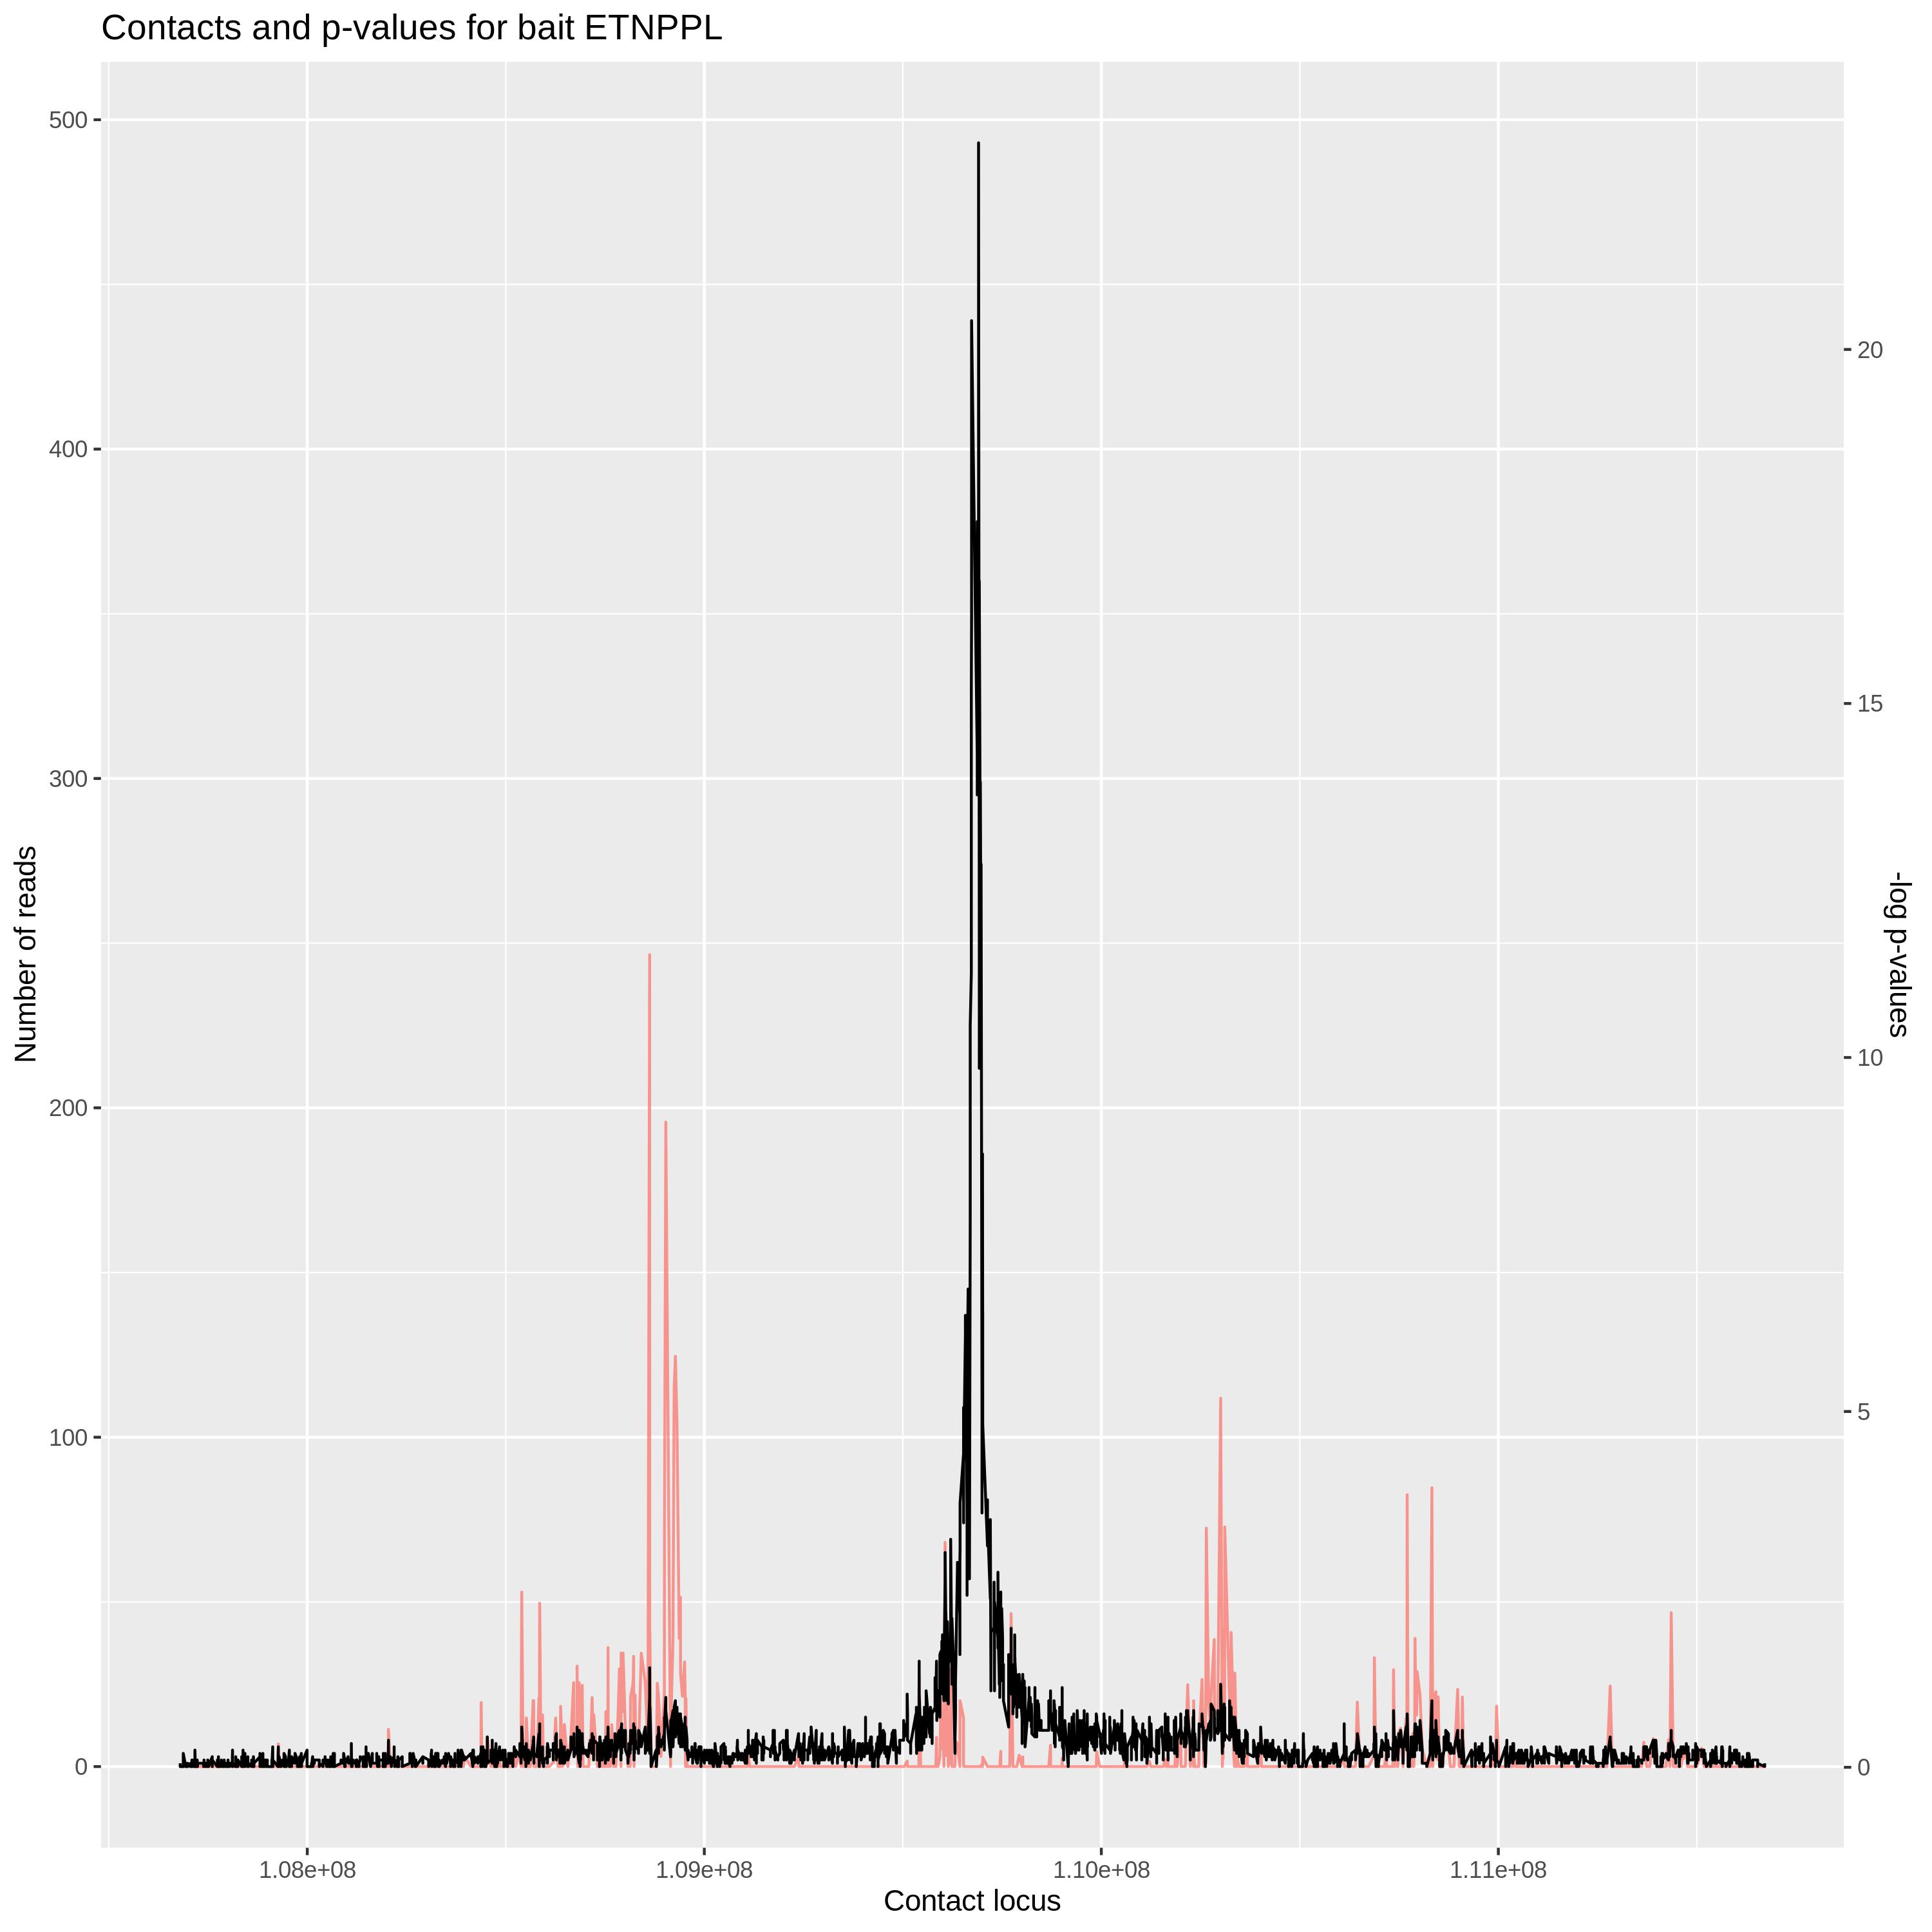 Contacts and p-values for bait ETNPPL
500
400
300
200
100
0
Number of reads
20
15
10
5
0
-log p-values
1.08e+08
1.09e+08
1.10e+08
1.11e+08
Contact locus